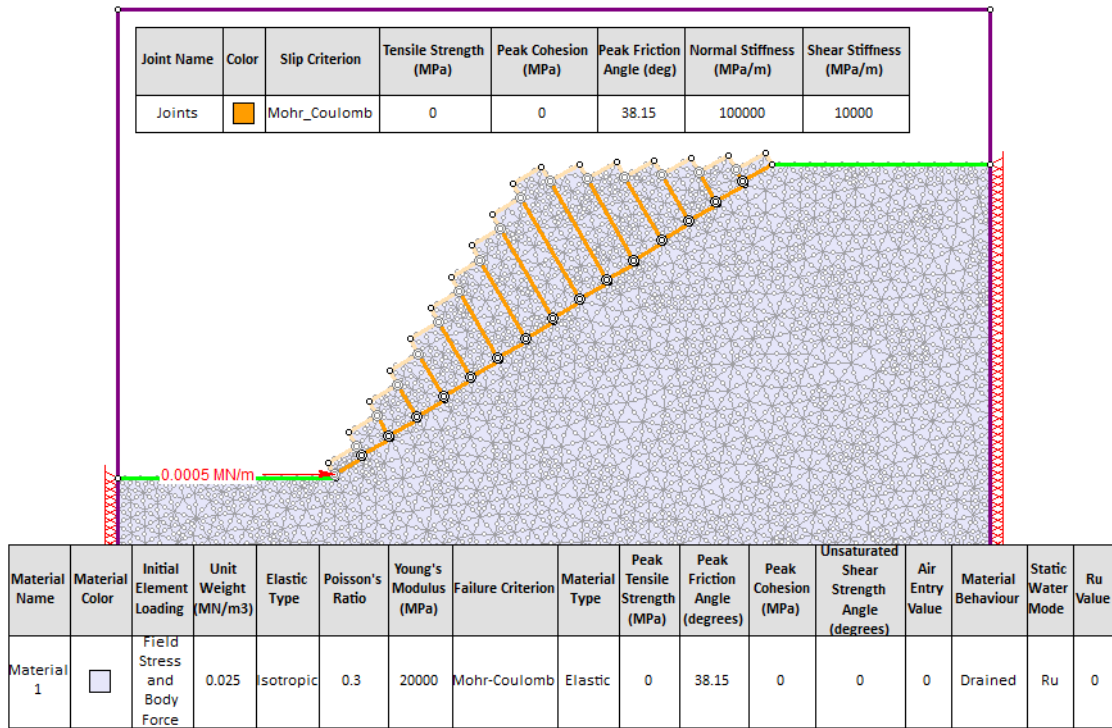 Joint Name Color Slip Criterion Tensile Strength (MPa) Peak Cohesion (MPa) Peak Friction Angle (deg) Normal Stiffness (MPa/m) Shear Stiffness (MPa/m)
Joints Mohr_Coulomb 0 0 38.15 100000 10000
0.0005 MN/m
Material Name Material Color Initial Element Loading Unit Weight (MN/m3) Elastic Type Poisson's Ratio Young's Modulus (MPa) Failure Criterion Material Type Peak Tensile Strength (MPa) Peak Friction Angle (degrees) Peak Cohesion (MPa) Unsaturated Shear Strength Angle (degrees) Air Entry Value Material Behaviour Static Water Mode Ru Value
Material 1 Field Stress and Body Force 0.025 Isotropic 0.3 20000 Mohr-Coulomb Elastic 0 38.15 0 0 0 Drained Ru 0